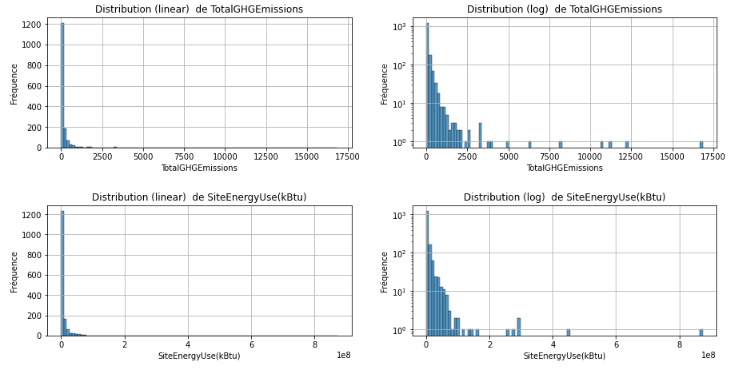 Distribution (linear)  de TotalGHGEmissions
Fréquence
1200
1000
800
600
400
200
0
0 2500 5000 7500 10000 12500 15000 17500
TotalGHGEmissions
Distribution (log)  de TotalGHGEmissions
Fréquence
10³
10²
10¹
10⁰
0 2500 5000 7500 10000 12500 15000 17500
TotalGHGEmissions
Distribution (linear)  de SiteEnergyUse(kBtu)
Fréquence
1200
1000
800
600
400
200
0
0 2 4 6 8
1e8
SiteEnergyUse(kBtu)
Distribution (log)  de SiteEnergyUse(kBtu)
Fréquence
10³
10²
10¹
10⁰
0 2 4 6 8
1e8
SiteEnergyUse(kBtu)